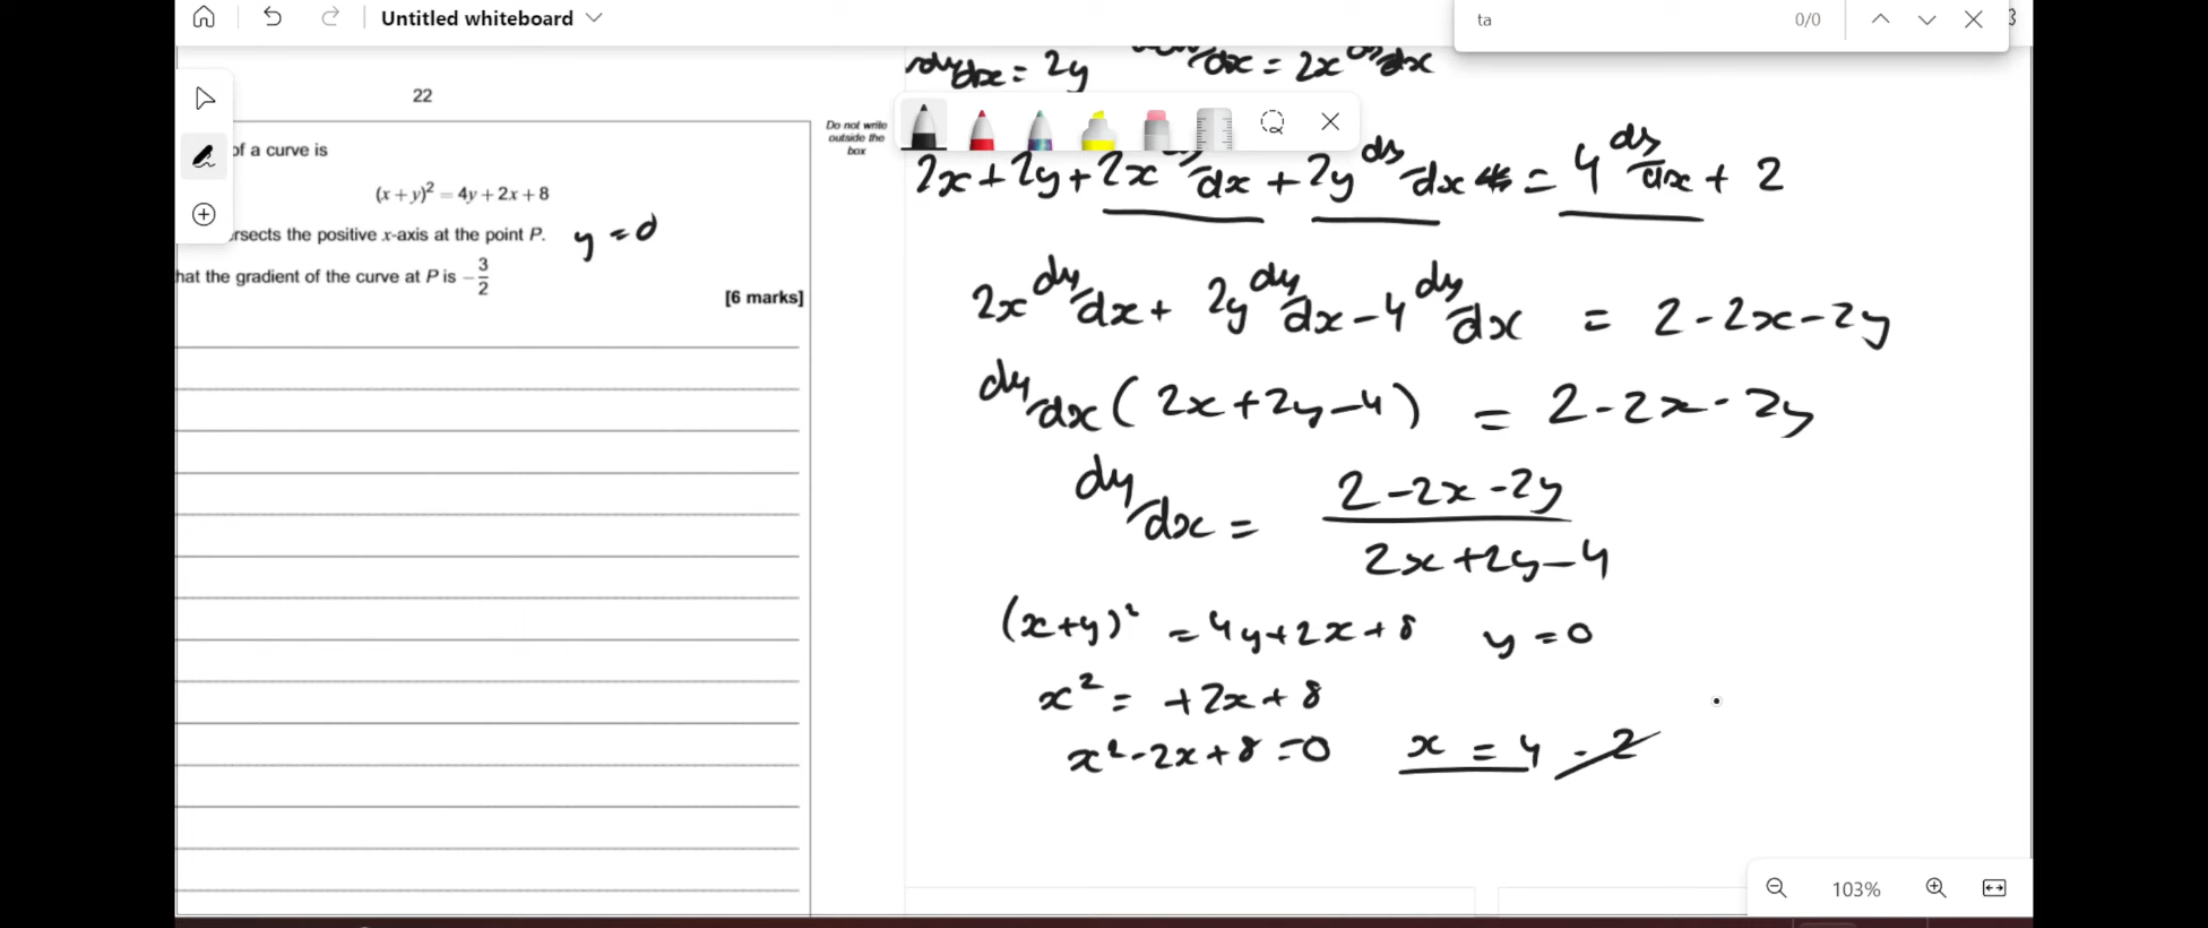 Untitled whiteboard
ta
0/0
22
Do not write
outside the
box
of a curve is
(x + y)² = 4y + 2x + 8
rsects the positive x-axis at the point P.
y = 0
hat the gradient of the curve at P is −3/2
[6 marks]
dy/dx = 2y
/dx = 2x dy/dx
2x + 2y + 2x dy/dx + 2y dy/dx = 4 dy/dx + 2
2x dy/dx + 2y dy/dx − 4 dy/dx = 2 - 2x - 2y
dy/dx ( 2x + 2y − 4 ) = 2 - 2x - 2y
dy/dx = (2 - 2x - 2y)/(2x + 2y − 4)
(x+y)² = 4y + 2x + 8 y = 0
x² = +2x + 8
x² - 2x + 8 = 0 x = 4 - 2
103%